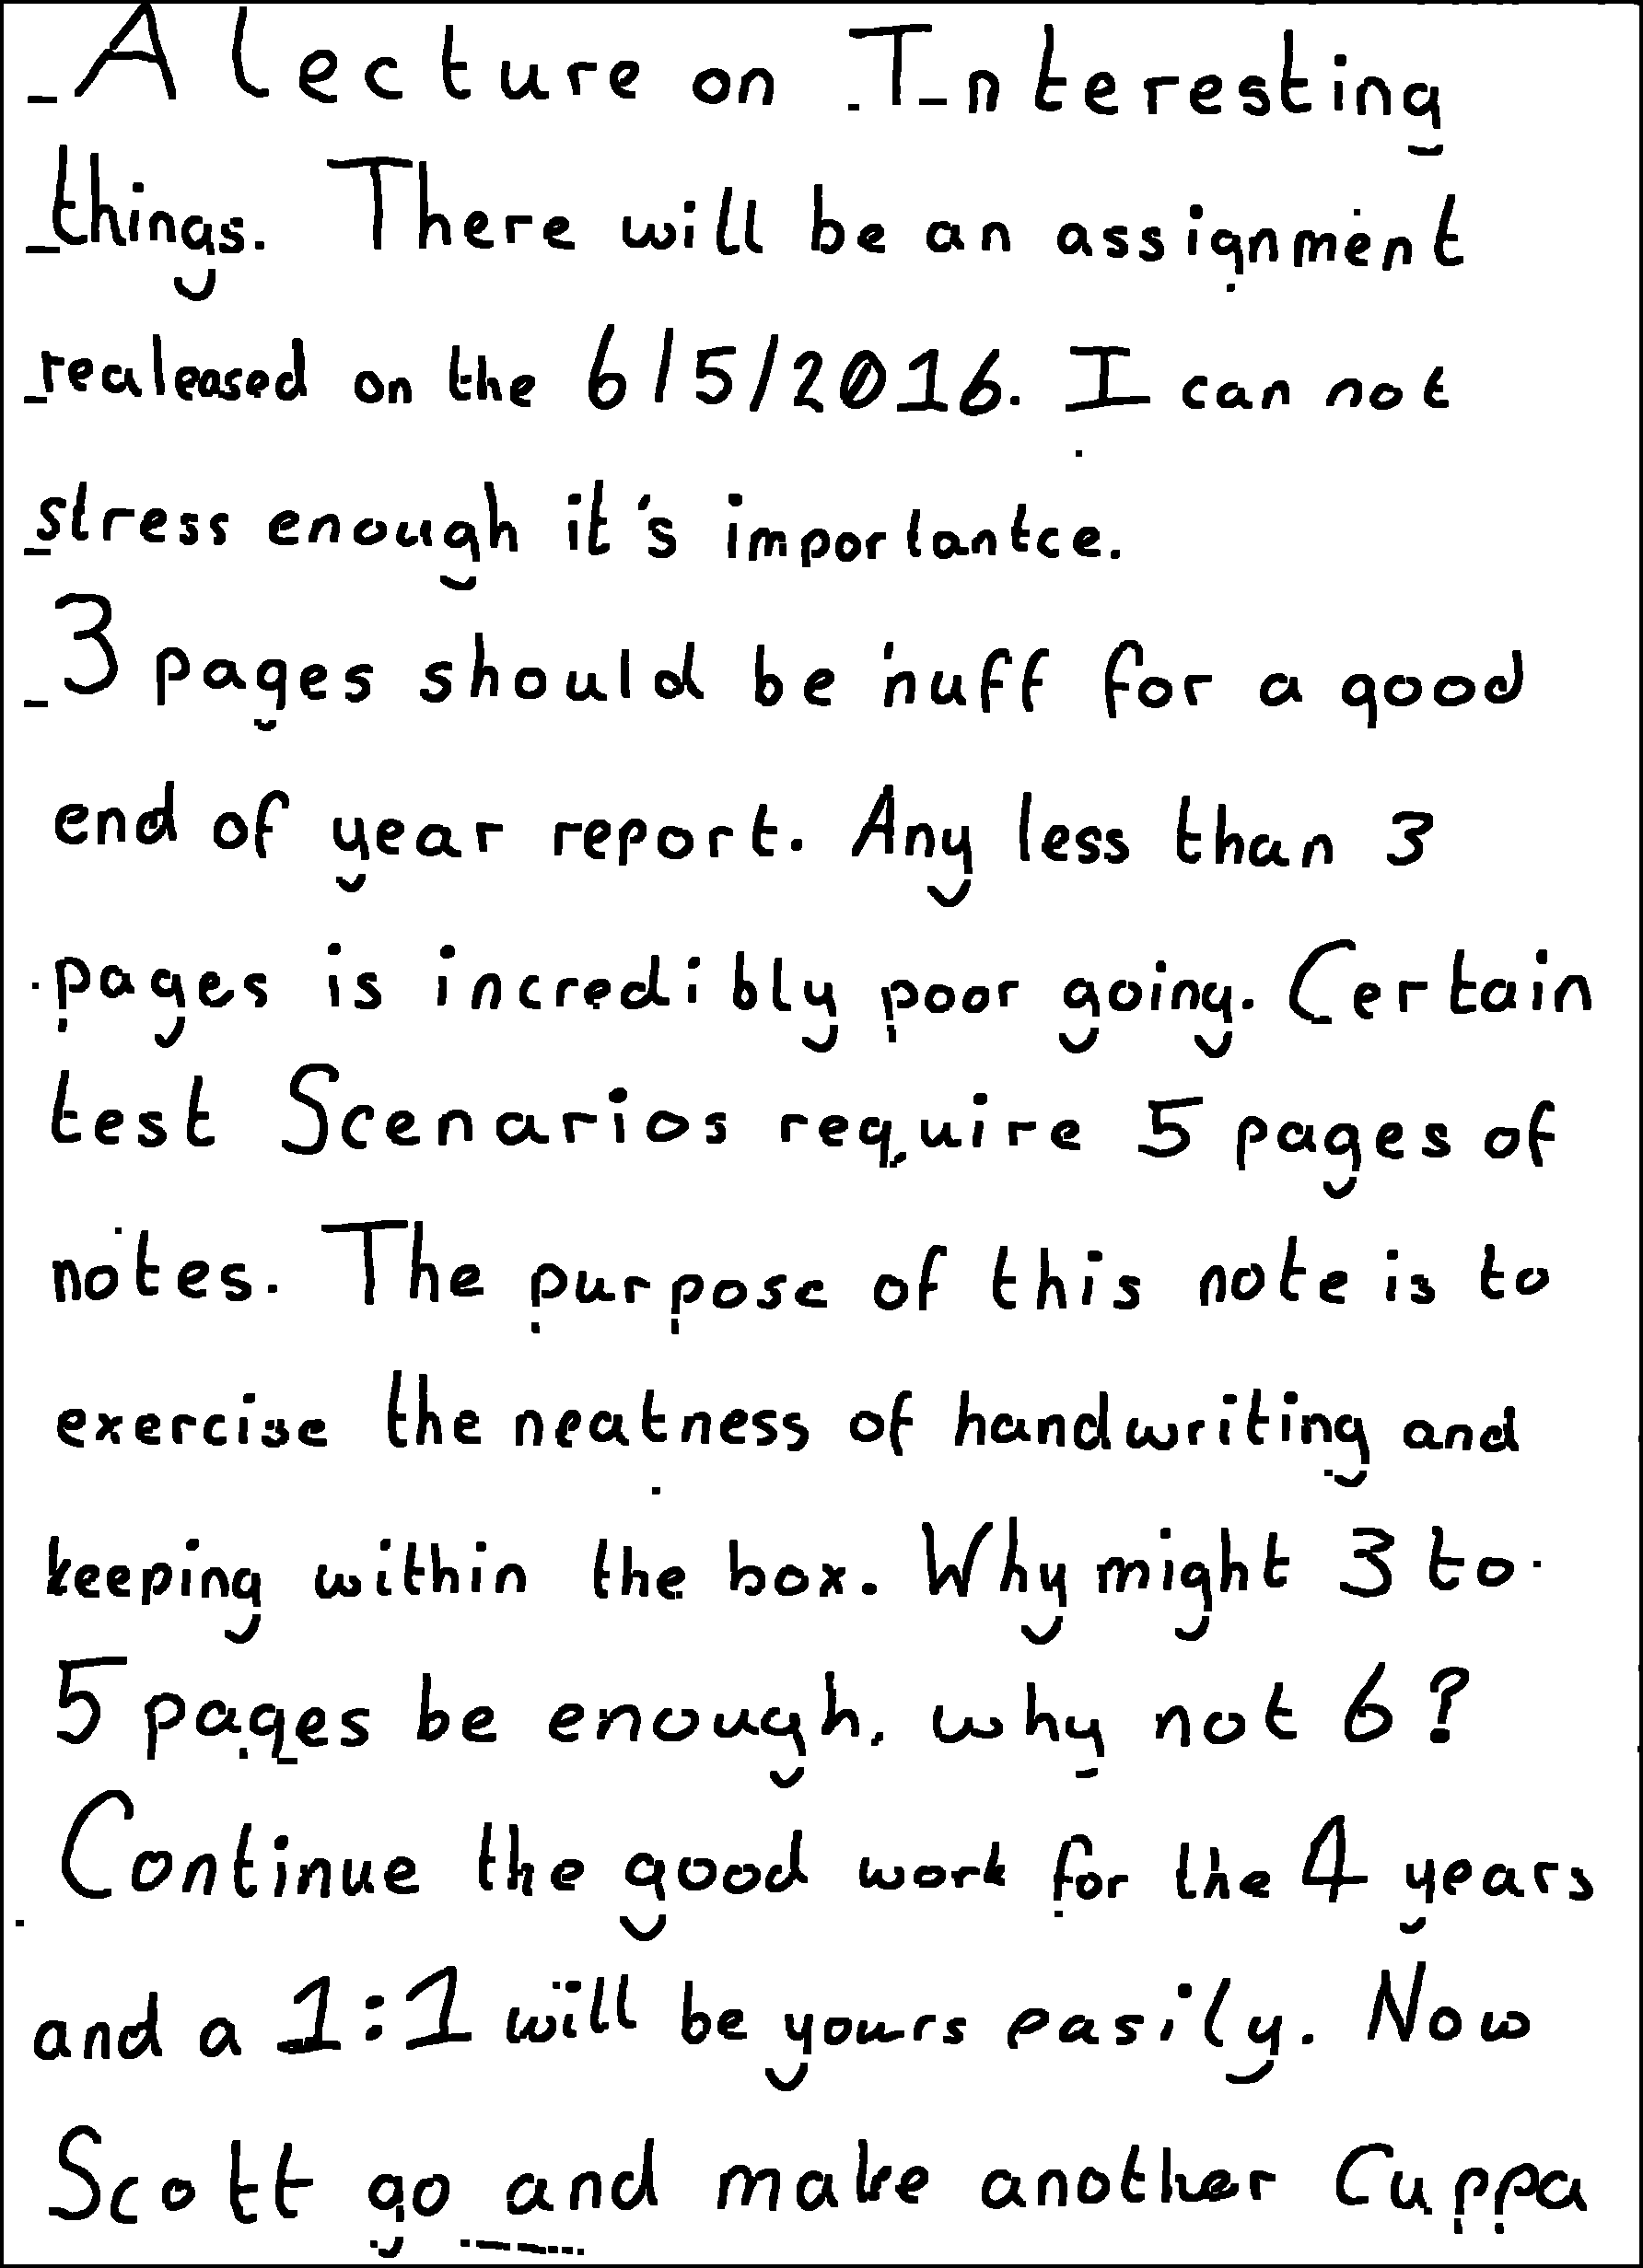 A lecture on Interesting
things. There will be an assignment
realeased on the 6/5/2016. I can not
stress enough it's importantce.
3 pages should be 'nuff for a good
end of year report. Any less than 3
pages is incredibly poor going. Certain
test Scenarios require 5 pages of
notes. The purpose of this note is to
exercise the neatness of handwriting and
keeping within the box. Why might 3 to
5 pages be enough, why not 6?
Continue the good work for the 4 years
and a 1:1 will be yours easily. Now
Scott go and make another Cuppa